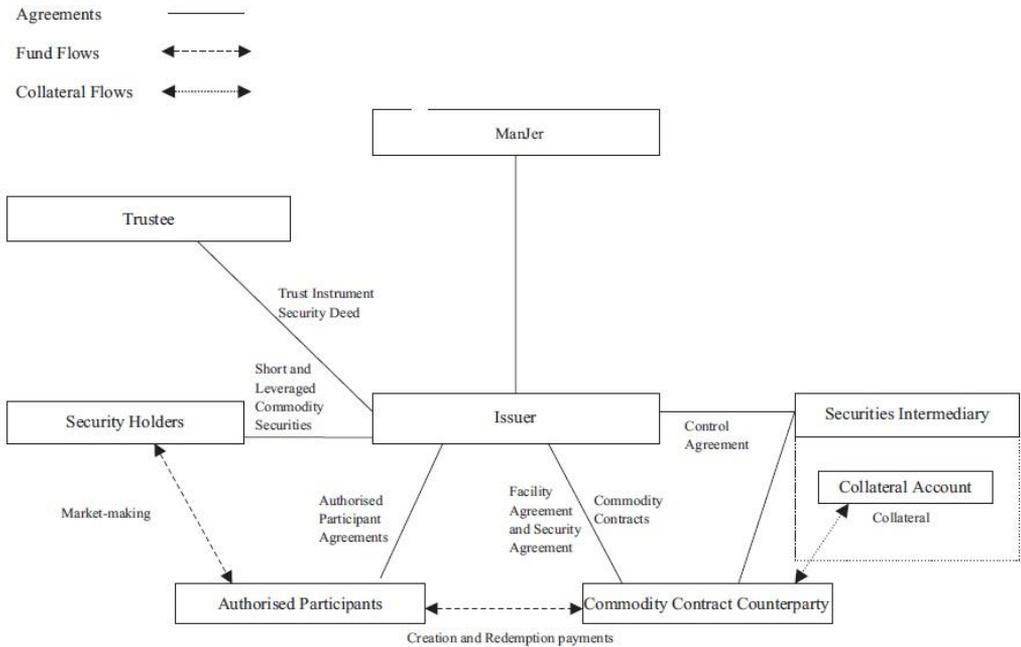 Agreements
Fund Flows
Collateral Flows
ManJer
Trustee
Trust Instrument
Security Deed
Short and
Leveraged
Commodity
Securities
Security Holders
Issuer
Securities Intermediary
Control
Agreement
Collateral Account
Collateral
Market-making
Authorised
Participant
Agreements
Facility
Agreement
and Security
Agreement
Commodity
Contracts
Authorised Participants
Commodity Contract Counterparty
Creation and Redemption payments